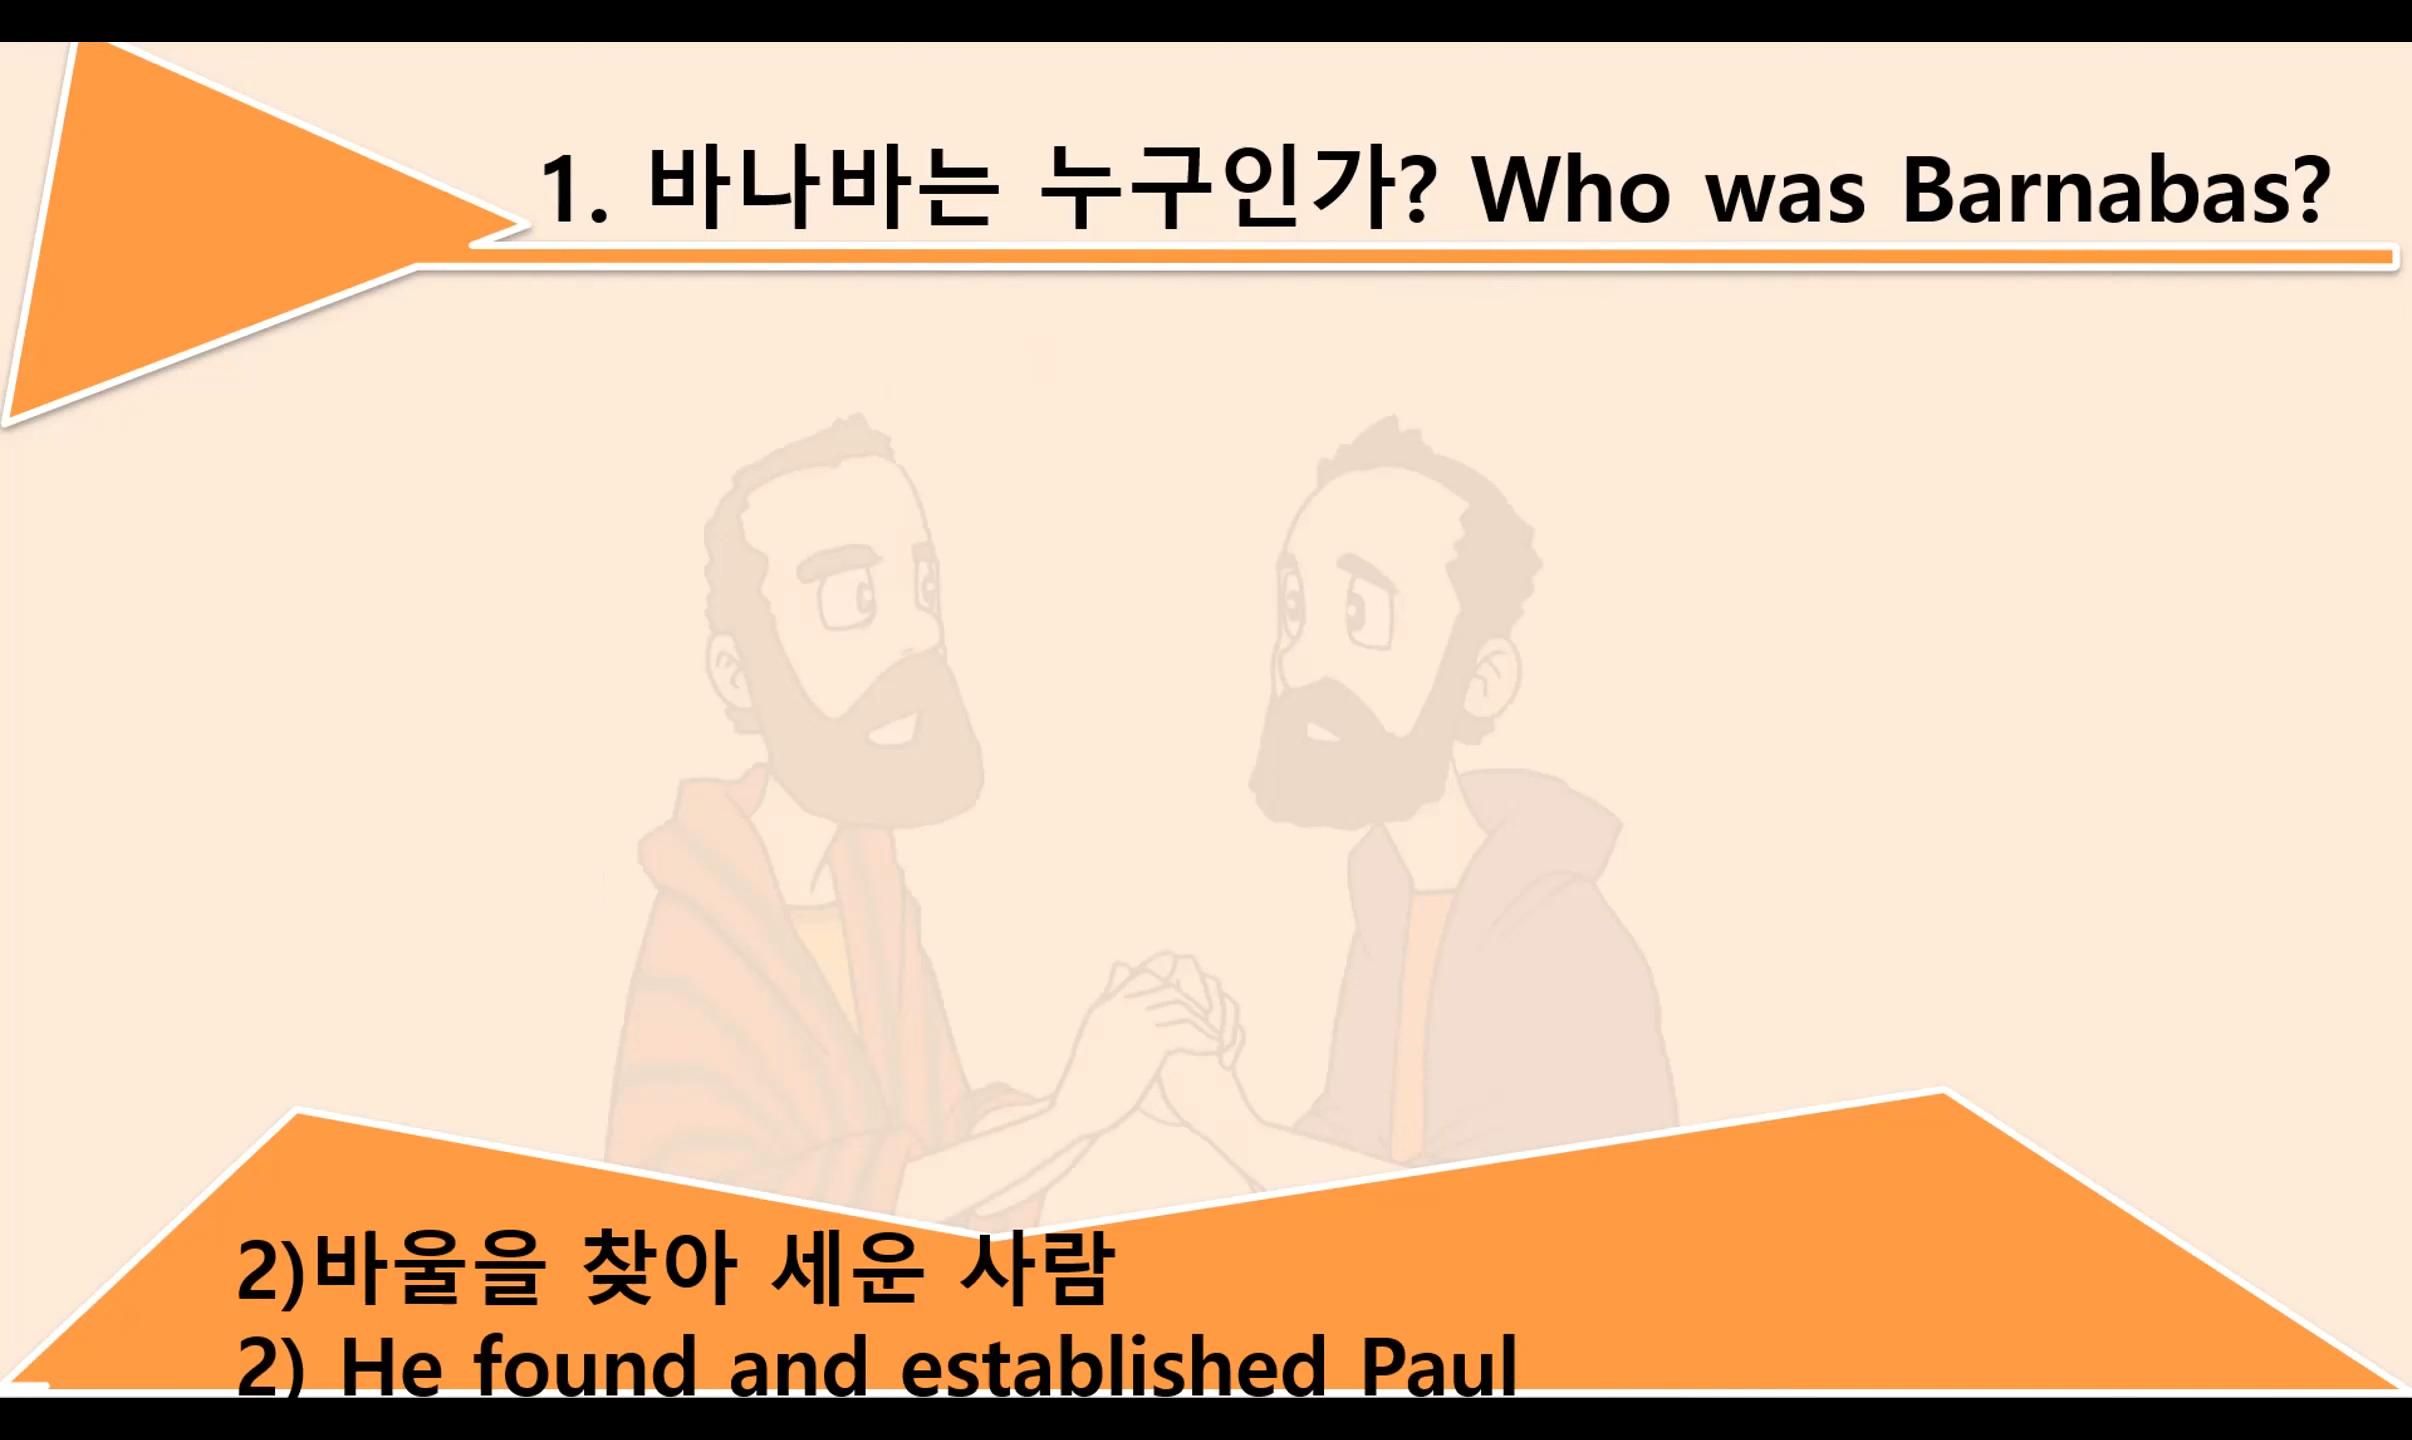 1. 바나바는 누구인가? Who was Barnabas?
2)바울을 찾아 세운 사람
2) He found and established Paul